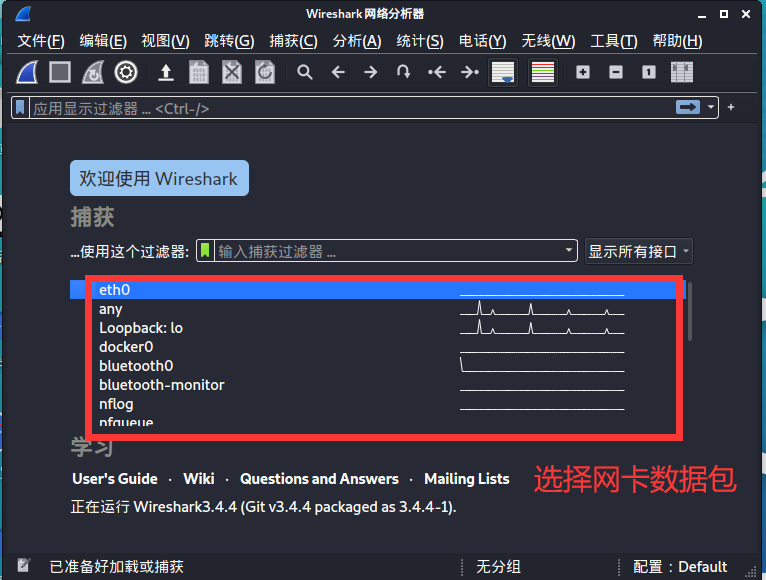 Wireshark 网络分析器
文件(F) 编辑(E) 视图(V) 跳转(G) 捕获(C) 分析(A) 统计(S) 电话(Y) 无线(W) 工具(T) 帮助(H)
应用显示过滤器 … <Ctrl-/>
欢迎使用 Wireshark
捕获
…使用这个过滤器: 输入捕获过滤器 … 显示所有接口
eth0
any
Loopback: lo
docker0
bluetooth0
bluetooth-monitor
nflog
nfqueue
学习
User's Guide · Wiki · Questions and Answers · Mailing Lists
选择网卡数据包
正在运行 Wireshark3.4.4 (Git v3.4.4 packaged as 3.4.4-1).
已准备好加载或捕获 无分组 配置：Default